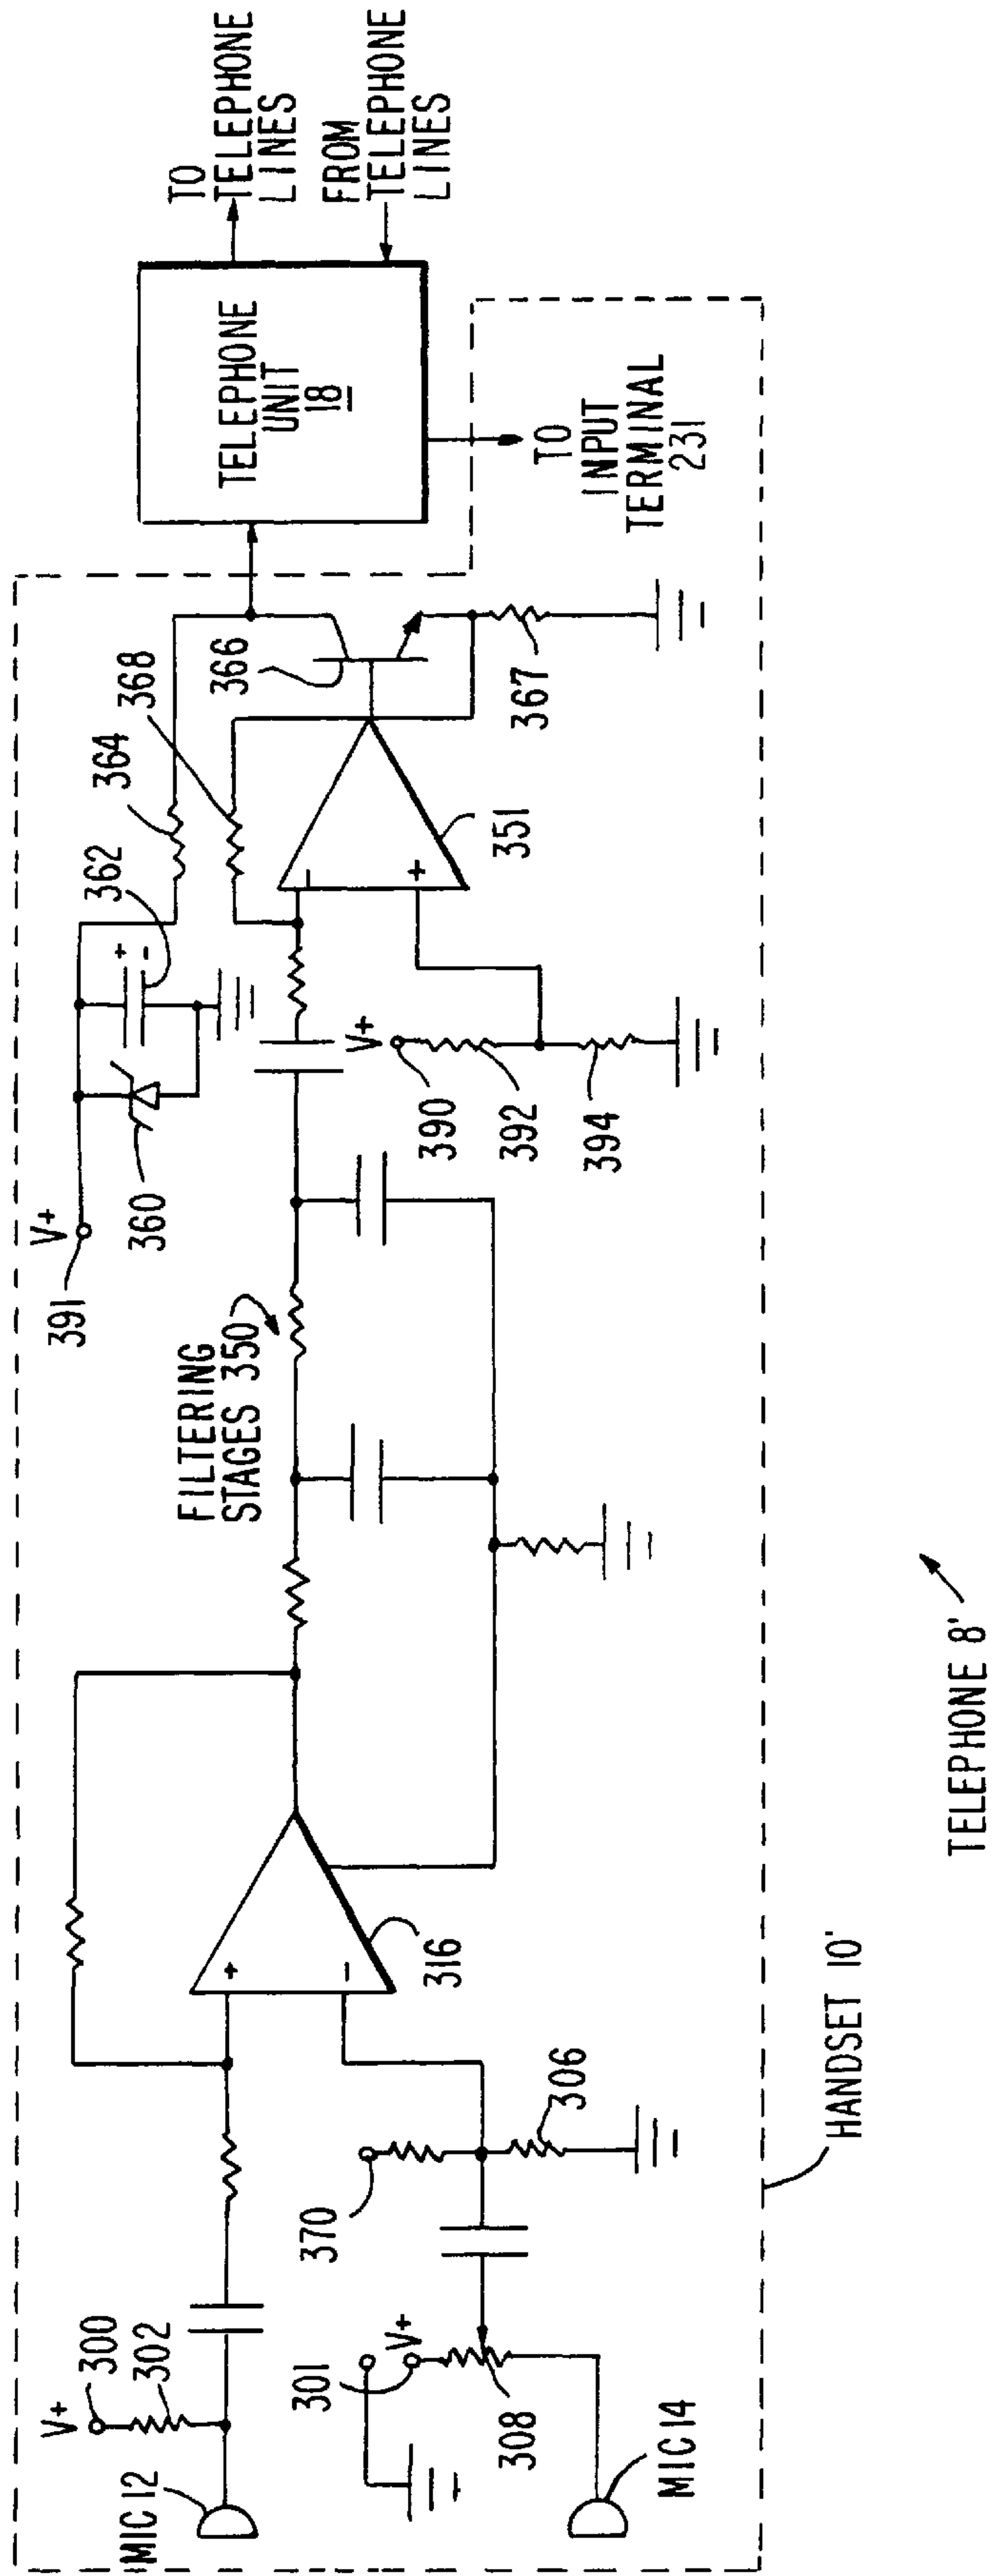 MIC 12
V+
300
302
301
V+
308
MIC 14
370
306
+
−
316
FILTERING
STAGES 350
391
V+
360
362
+
-
364
368
366
V+
390
392
394
−
+
351
367
TELEPHONE
UNIT
18
TO
TELEPHONE
LINES
FROM
TELEPHONE
LINES
TO
INPUT
TERMINAL
231
HANDSET 10'
TELEPHONE 8'